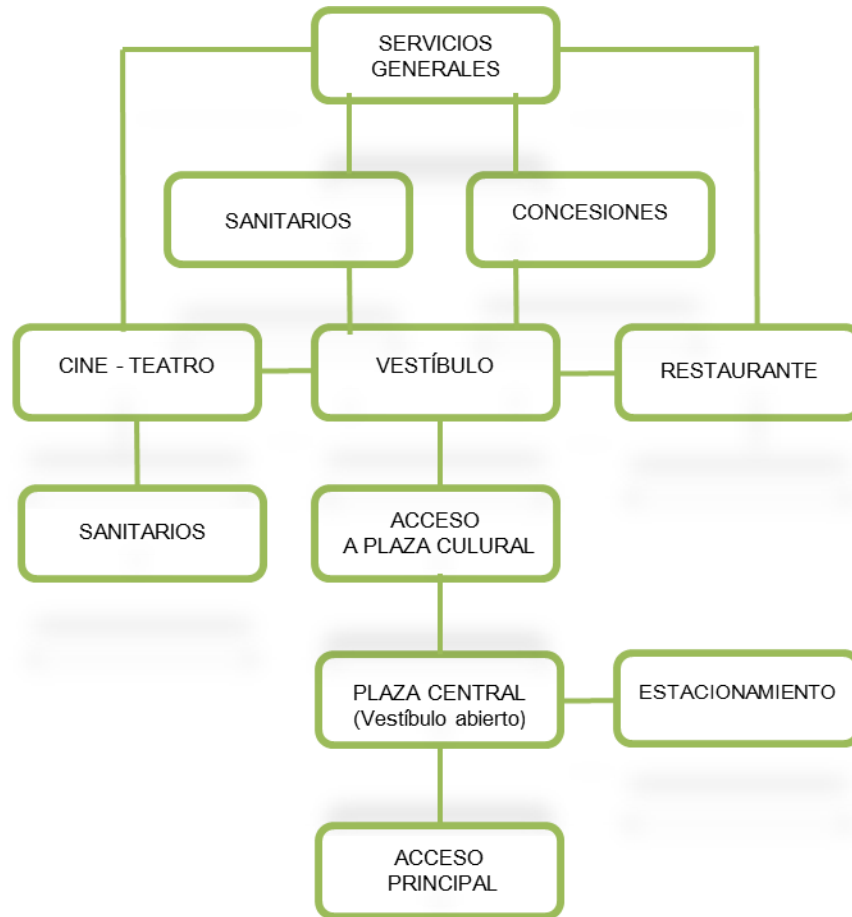 SERVICIOS
GENERALES
SANITARIOS
CONCESIONES
CINE - TEATRO
VESTÍBULO
RESTAURANTE
SANITARIOS
ACCESO
A PLAZA CULURAL
PLAZA CENTRAL
(Vestíbulo abierto)
ESTACIONAMIENTO
ACCESO
PRINCIPAL